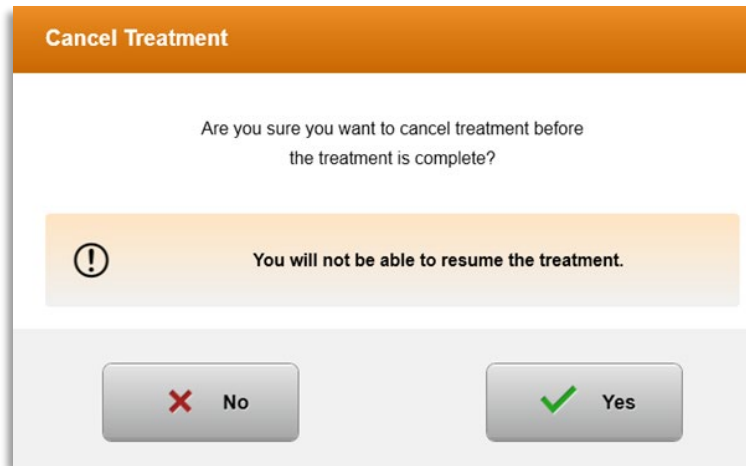 Cancel Treatment
Are you sure you want to cancel treatment before
the treatment is complete?
You will not be able to resume the treatment.
No
Yes